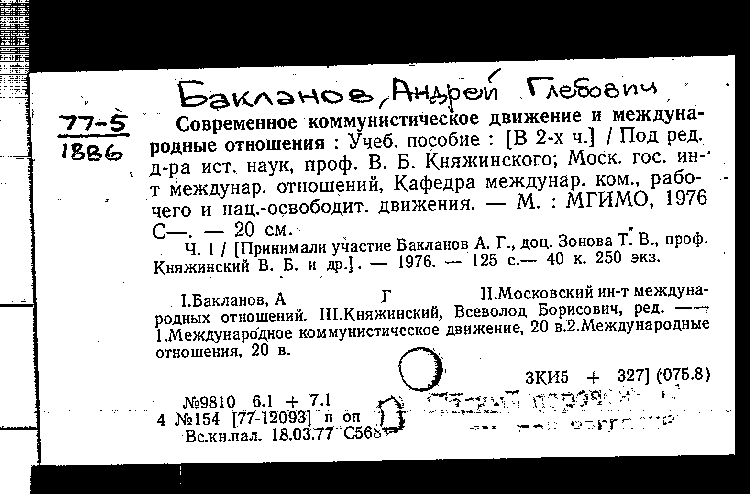 Бакланов, Андрей Глебович
77-5
1886
Современное коммунистическое движение и междуна-
родные отношения : Учеб. пособие : [В 2-х ч.] / Под ред.
д-ра ист. наук, проф. В. Б. Княжинского; Моск. гос. ин-
т междунар. отношений, Кафедра междунар. ком., рабо-
чего и нац.-освободит. движения. — М. : МГИМО, 1976
С—. — 20 см.
Ч. 1 / [Принимали участие Бакланов А. Г., доц. Зонова Т. В., проф.
Княжинский В. Б. и др.]. — 1976. — 125 с.— 40 к. 250 экз.
I.Бакланов, А Г II.Московский ин-т междуна-
родных отношений. III.Княжинский, Всеволод Борисович, ред. ——
1.Международное коммунистическое движение, 20 в.2.Международные
отношения, 20 в.
3КИ5 + 327] (075.8)
№9810 6.1 + 7.1
4 №154 [77-12093] п оп
Вс.кн.пал. 18.03.77 С568